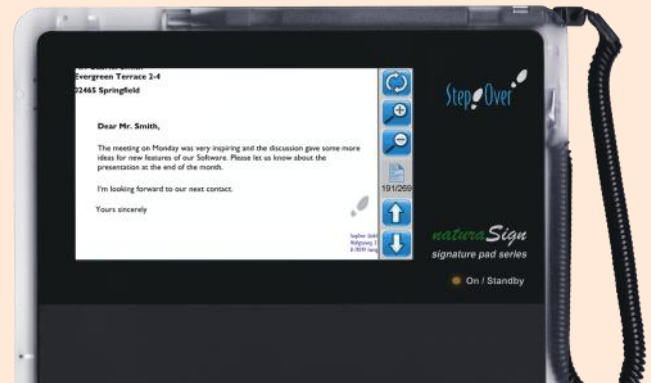 Evergreen Terrace 2-4
02465 Springfield
Dear Mr. Smith,
The meeting on Monday was very inspiring and the discussion gave some more
ideas for new features of our Software. Please let us know about the
presentation at the end of the month.
I'm looking forward to our next contact.
Yours sincerely
191/269
StepOver
naturaSign
signature pad series
On / Standby